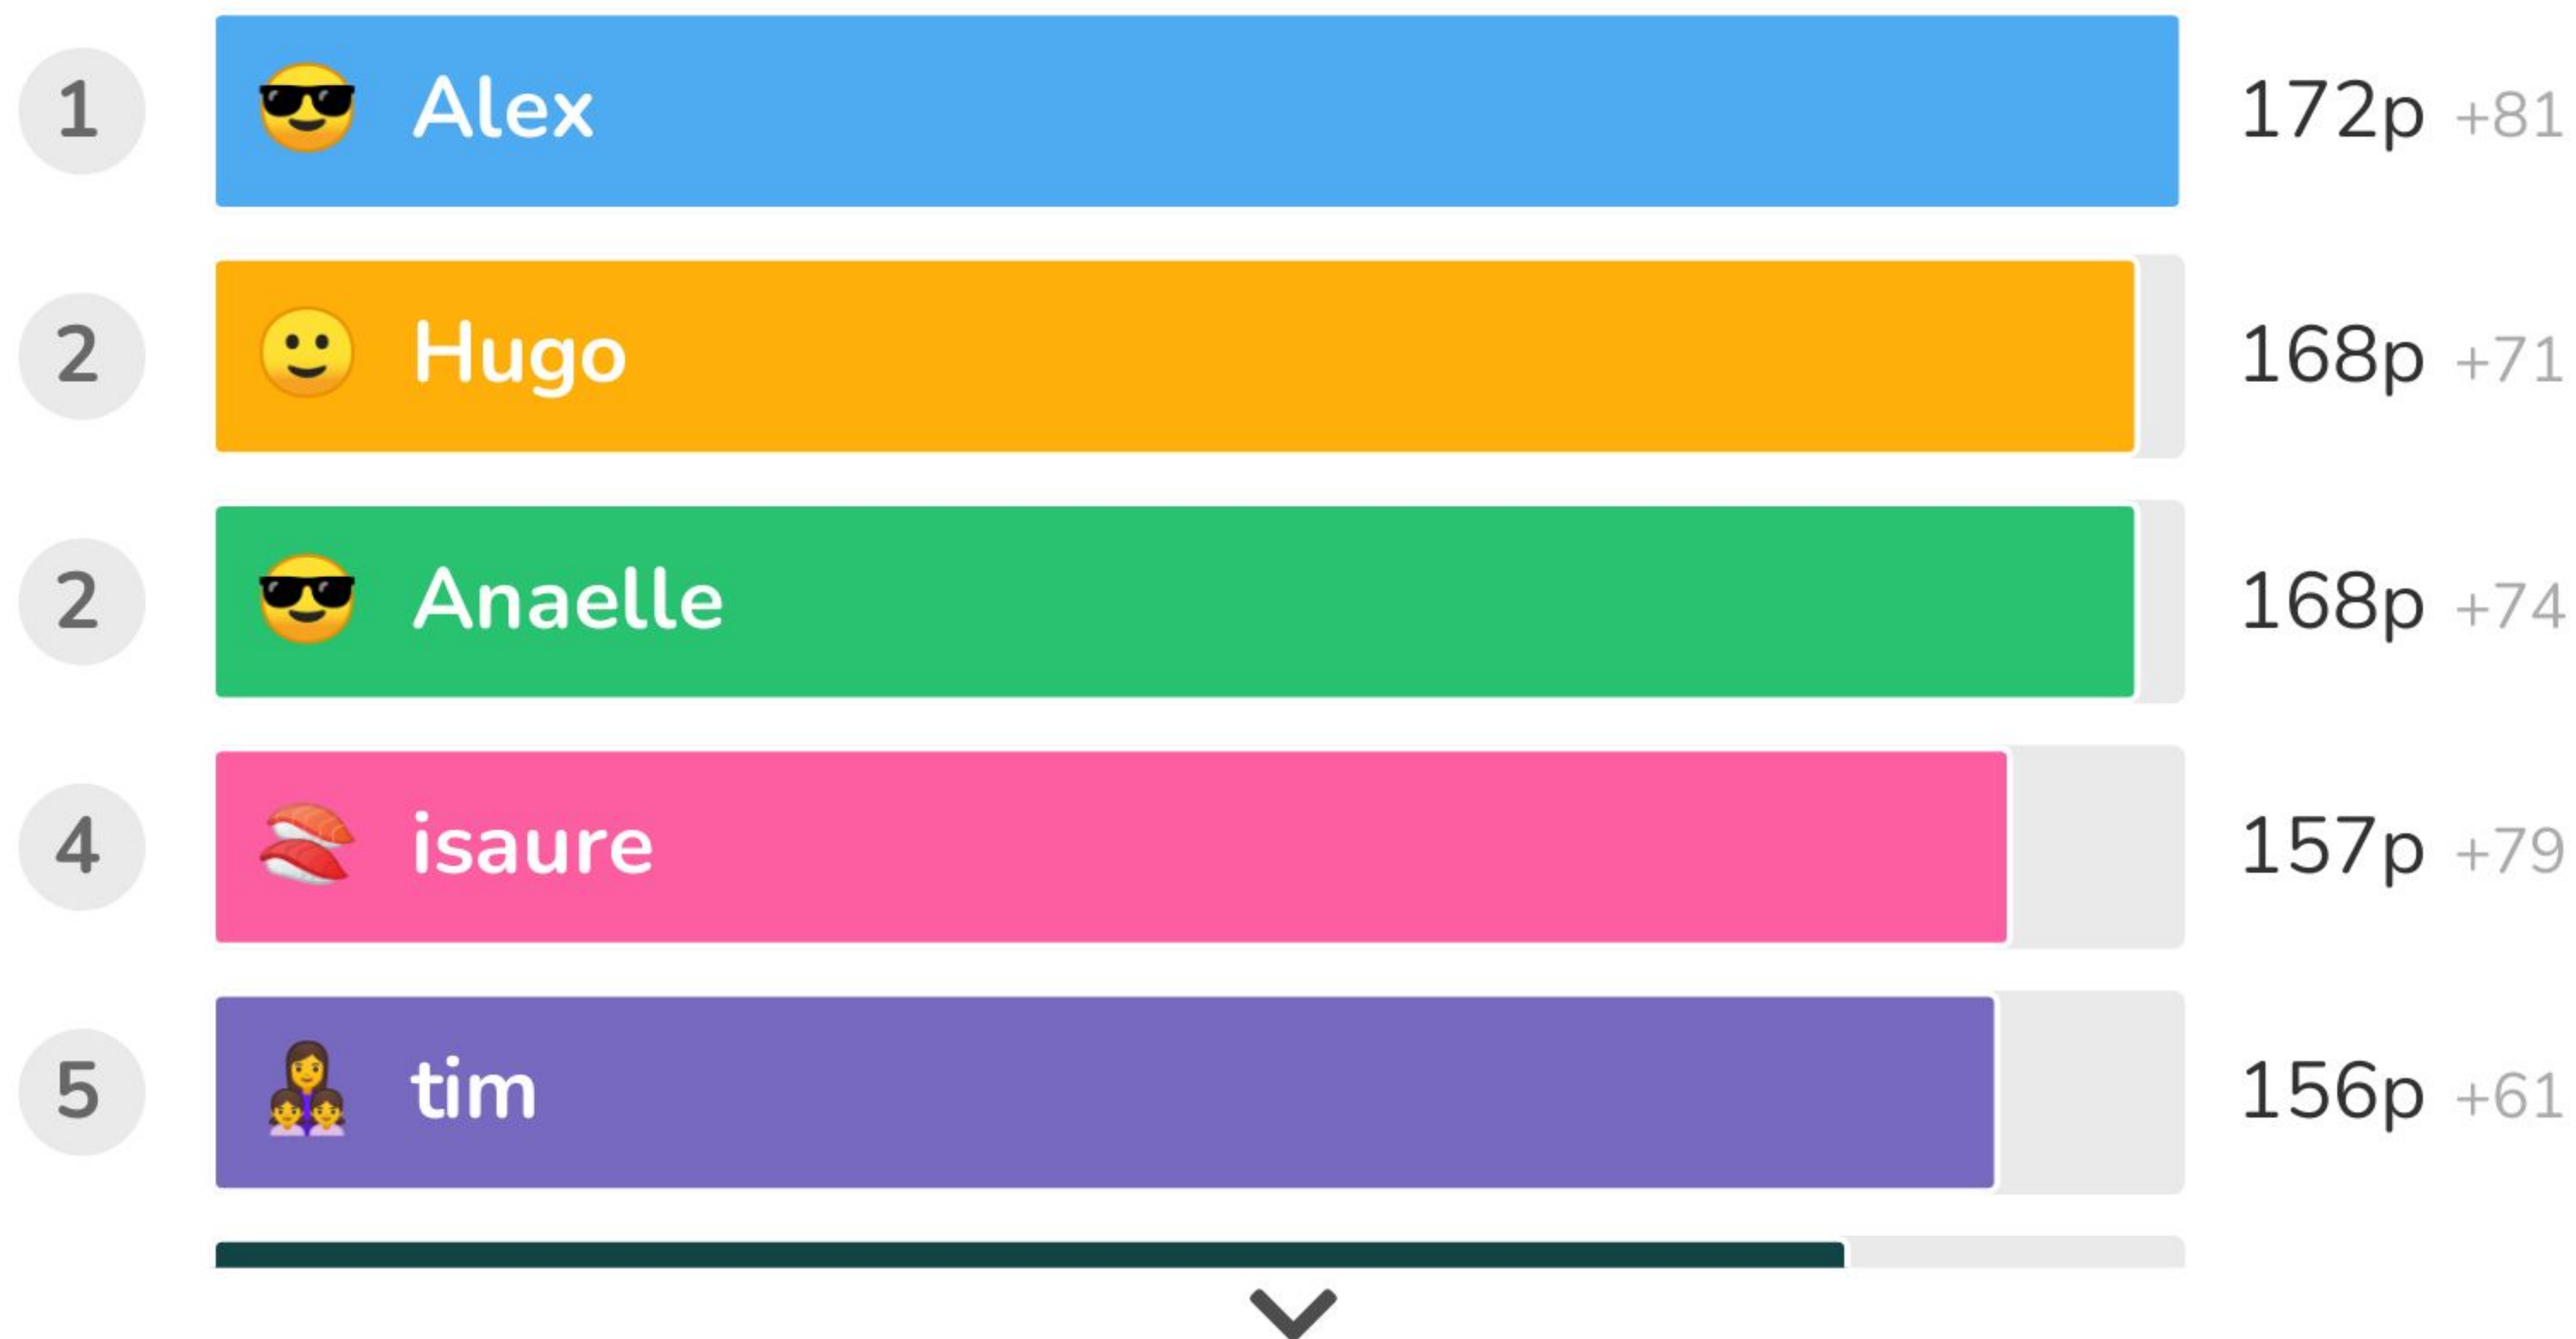 1 Alex 172p +81
2 Hugo 168p +71
2 Anaelle 168p +74
4 isaure 157p +79
5 tim 156p +61